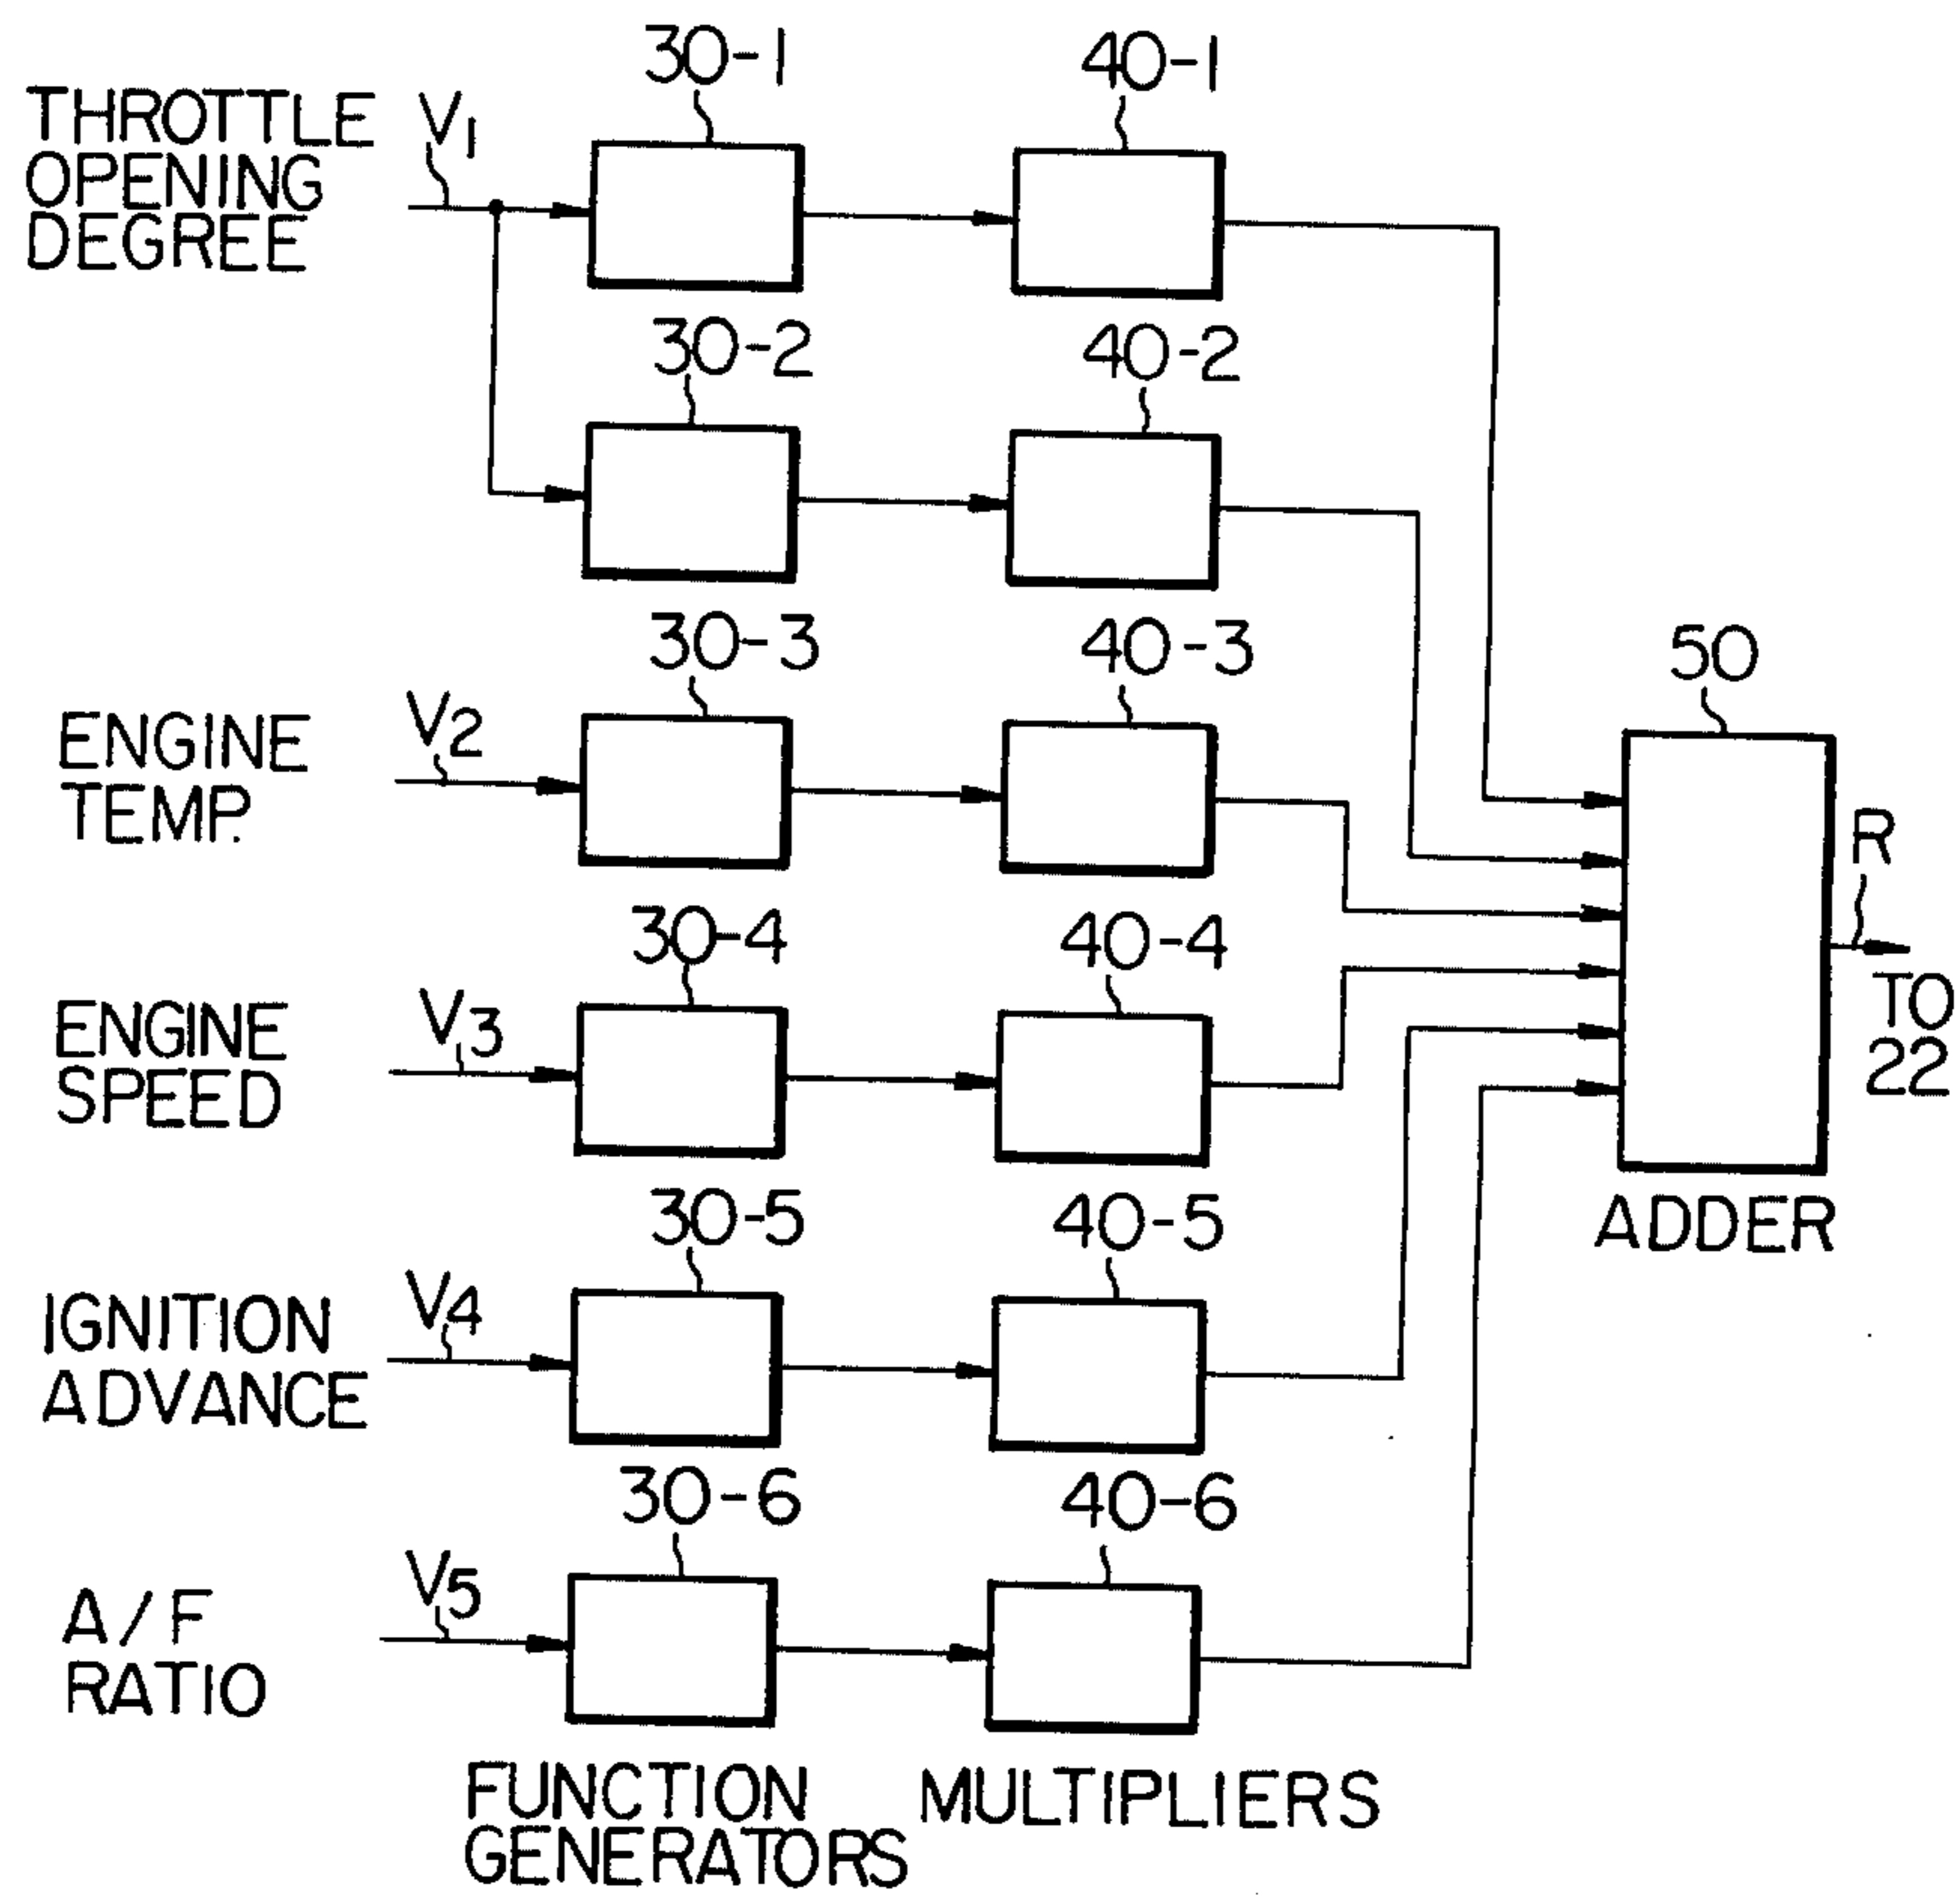 30-1
40-1
THROTTLE
OPENING
DEGREE
V1
30-2
40-2
30-3
40-3
50
ENGINE
TEMP.
V2
R
30-4
40-4
TO
22
ENGINE
SPEED
V3
30-5
40-5
ADDER
IGNITION
ADVANCE
V4
30-6
40-6
A/F
RATIO
V5
FUNCTION
GENERATORS
MULTIPLIERS